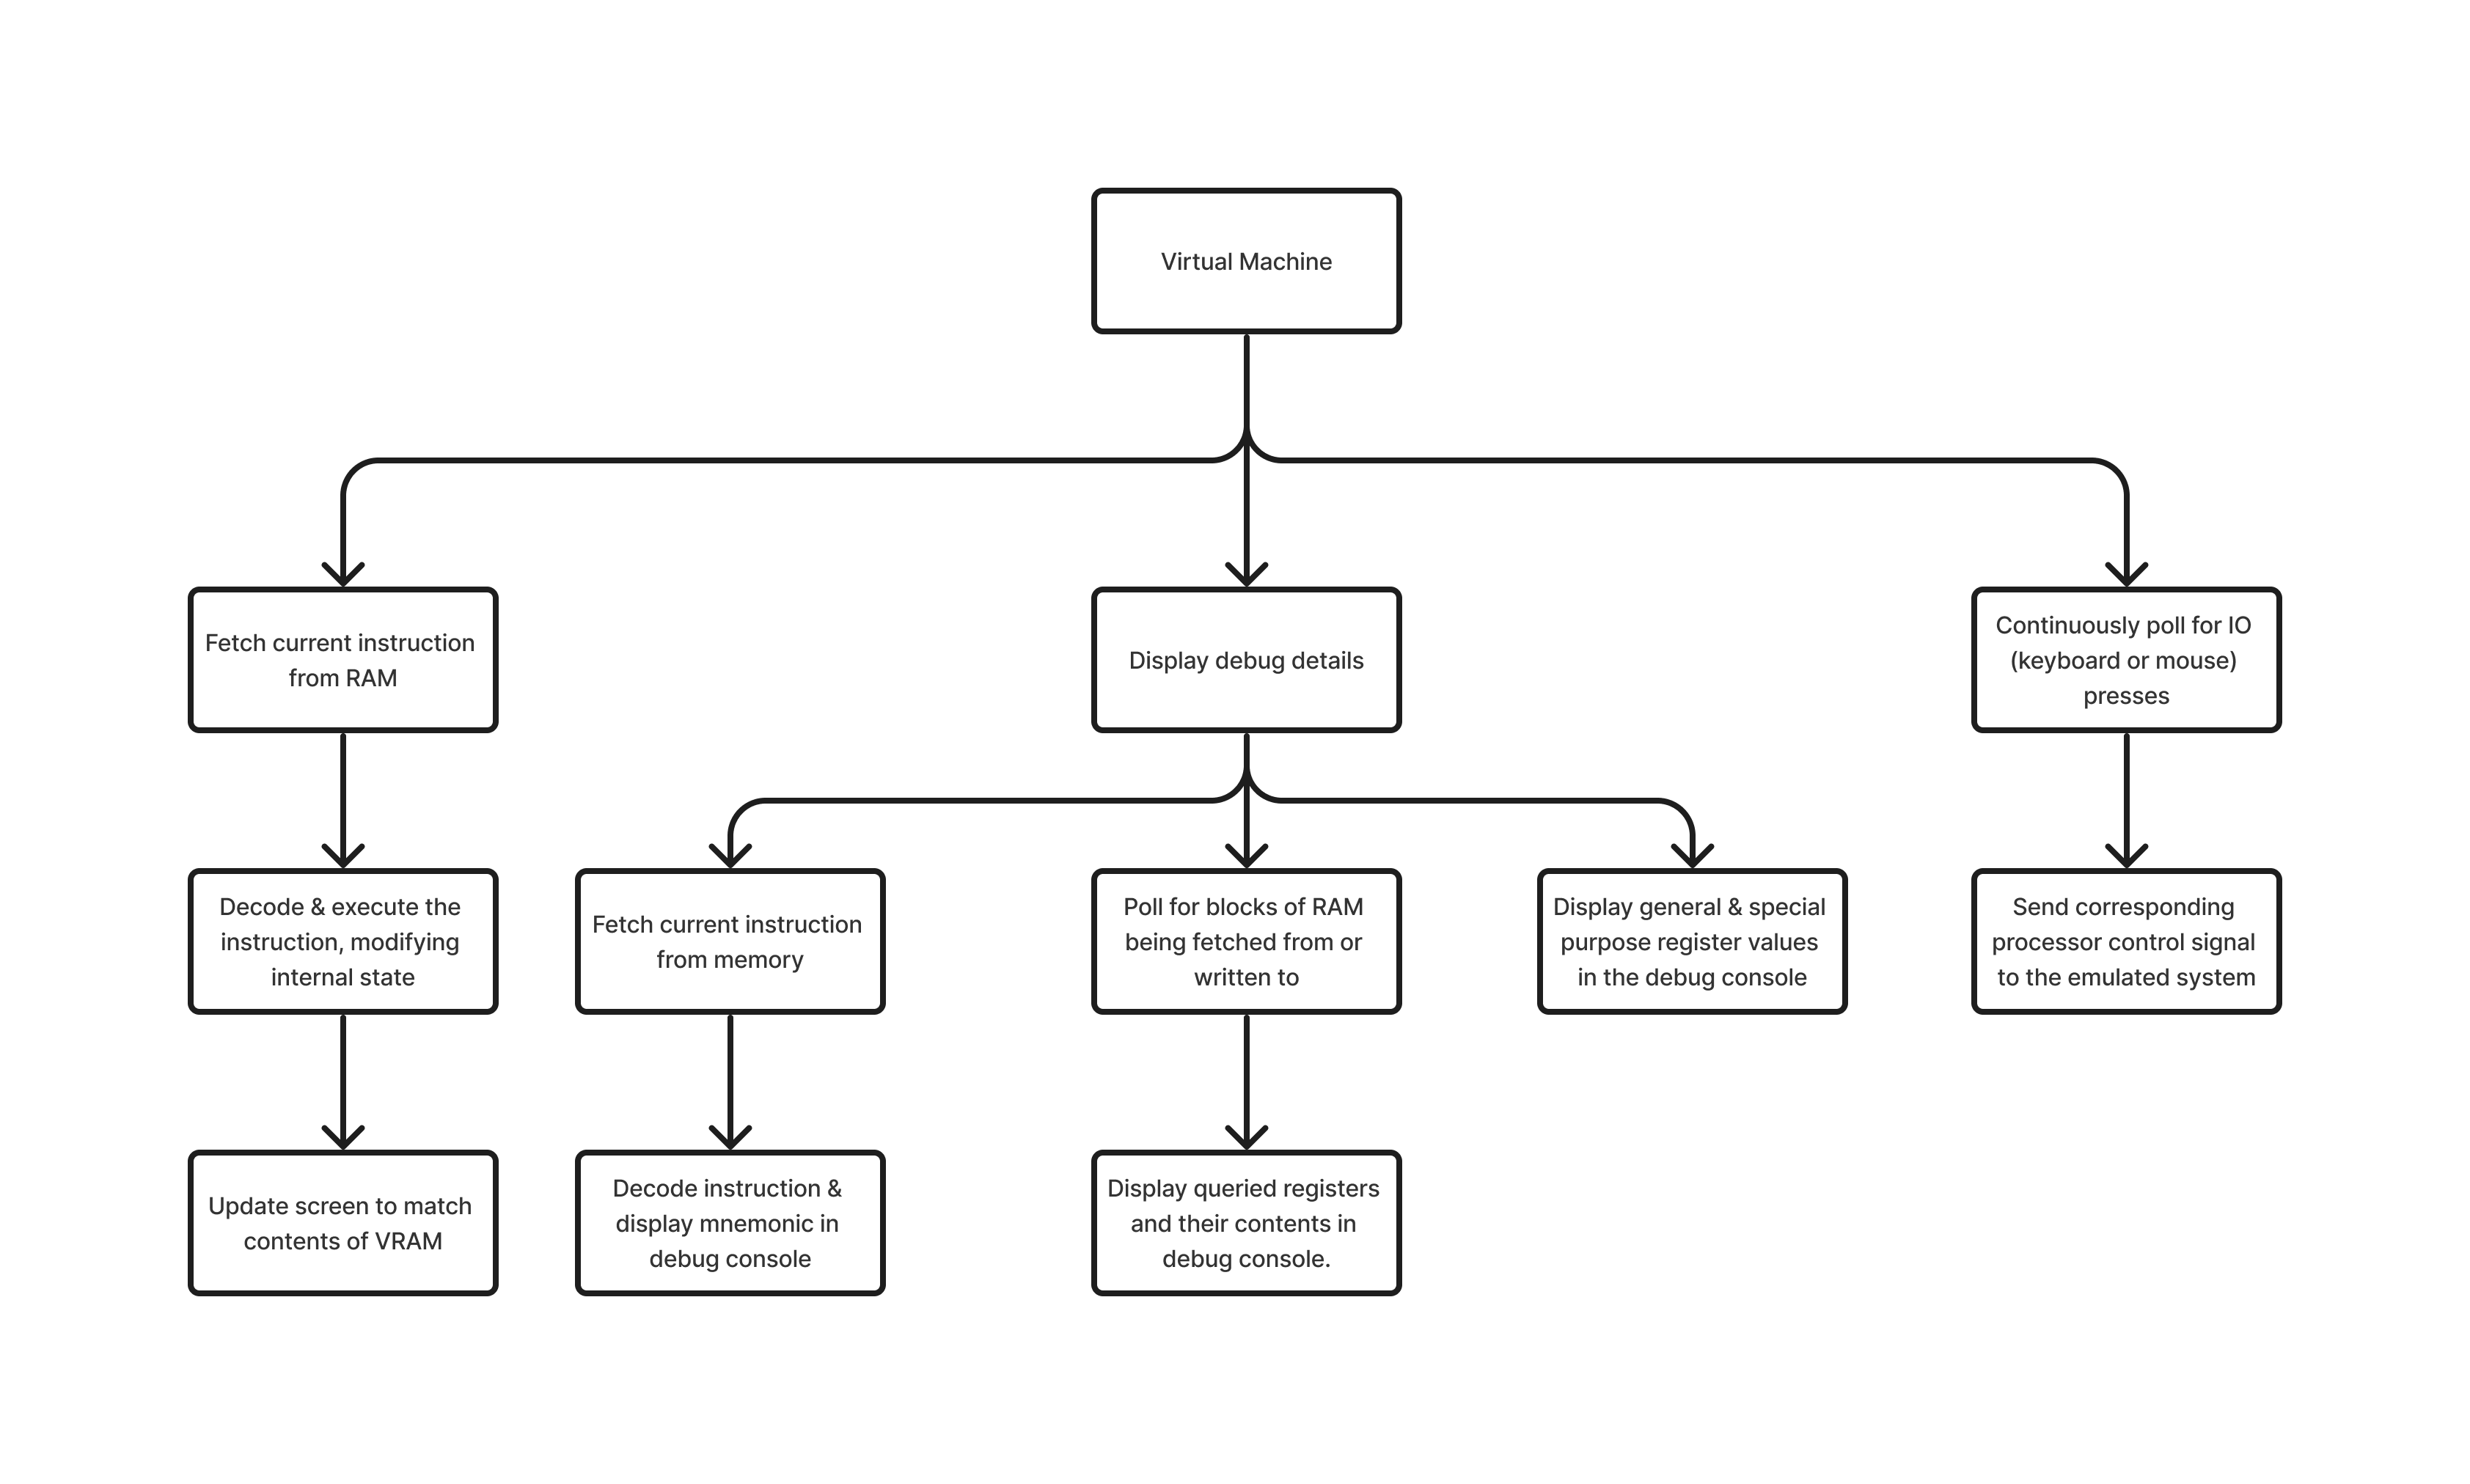 Virtual Machine
Fetch current instruction
from RAM
Display debug details
Continuously poll for IO
(keyboard or mouse)
presses
Decode & execute the
instruction, modifying
internal state
Fetch current instruction
from memory
Poll for blocks of RAM
being fetched from or
written to
Display general & special
purpose register values
in the debug console
Send corresponding
processor control signal
to the emulated system
Update screen to match
contents of VRAM
Decode instruction &
display mnemonic in
debug console
Display queried registers
and their contents in
debug console.